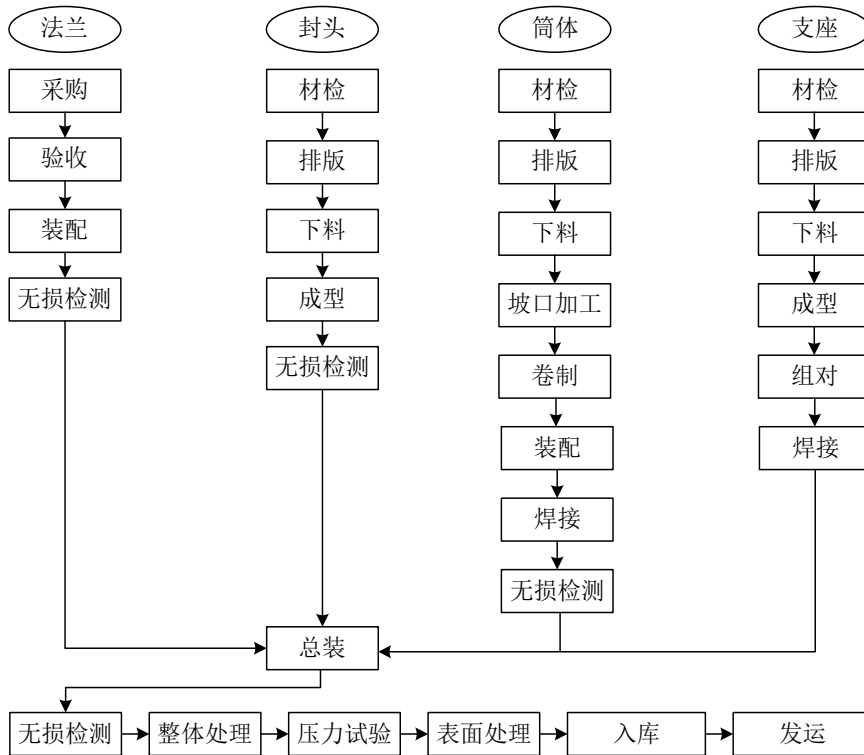 法兰
封头
筒体
支座
采购
材检
材检
材检
验收
排版
排版
排版
装配
下料
下料
下料
无损检测
成型
坡口加工
成型
无损检测
卷制
组对
装配
焊接
焊接
无损检测
总装
无损检测
整体处理
压力试验
表面处理
入库
发运